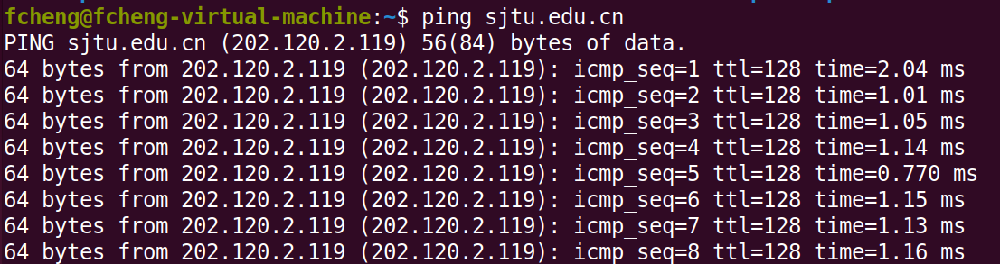 fcheng@fcheng-virtual-machine:~$ ping sjtu.edu.cn
PING sjtu.edu.cn (202.120.2.119) 56(84) bytes of data.
64 bytes from 202.120.2.119 (202.120.2.119): icmp_seq=1 ttl=128 time=2.04 ms
64 bytes from 202.120.2.119 (202.120.2.119): icmp_seq=2 ttl=128 time=1.01 ms
64 bytes from 202.120.2.119 (202.120.2.119): icmp_seq=3 ttl=128 time=1.05 ms
64 bytes from 202.120.2.119 (202.120.2.119): icmp_seq=4 ttl=128 time=1.14 ms
64 bytes from 202.120.2.119 (202.120.2.119): icmp_seq=5 ttl=128 time=0.770 ms
64 bytes from 202.120.2.119 (202.120.2.119): icmp_seq=6 ttl=128 time=1.15 ms
64 bytes from 202.120.2.119 (202.120.2.119): icmp_seq=7 ttl=128 time=1.13 ms
64 bytes from 202.120.2.119 (202.120.2.119): icmp_seq=8 ttl=128 time=1.16 ms